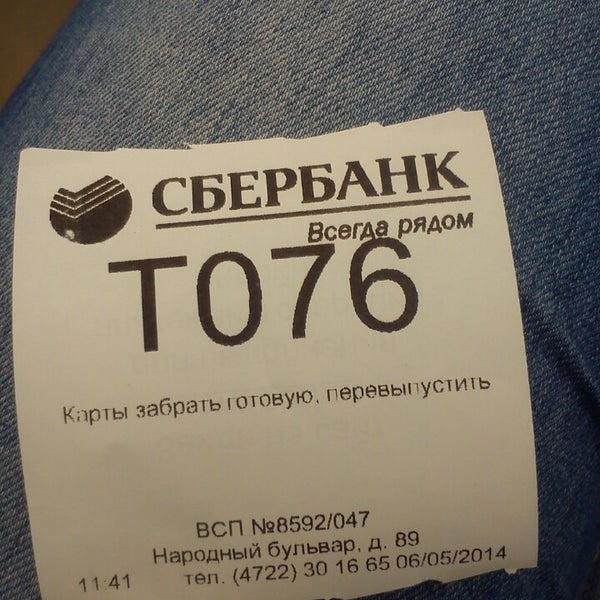 СБЕРБАНК
Всегда рядом
Т076
Карты забрать готовую, перевыпустить
ВСП №8592/047
Народный бульвар, д. 89
11:41 тел. (4722) 30 16 65 06/05/2014